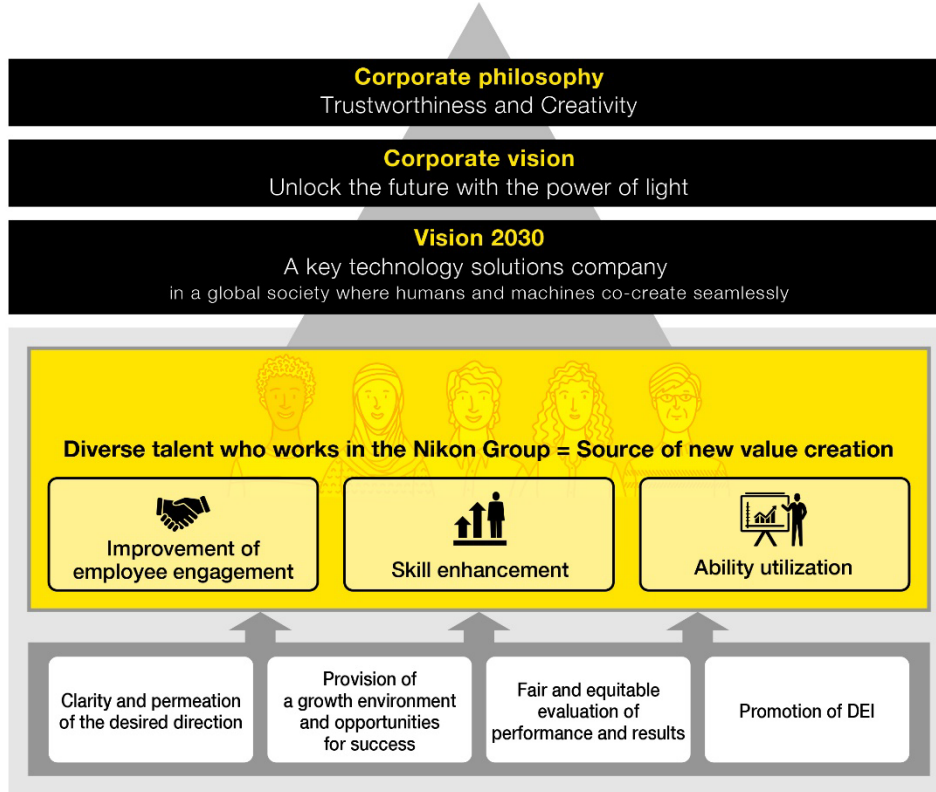 Corporate philosophy
Trustworthiness and Creativity
Corporate vision
Unlock the future with the power of light
Vision 2030
A key technology solutions company
in a global society where humans and machines co-create seamlessly
Diverse talent who works in the Nikon Group = Source of new value creation
Improvement of
employee engagement
Skill enhancement
Ability utilization
Clarity and permeation
of the desired direction
Provision of
a growth environment
and opportunities
for success
Fair and equitable
evaluation of
performance and results
Promotion of DEI